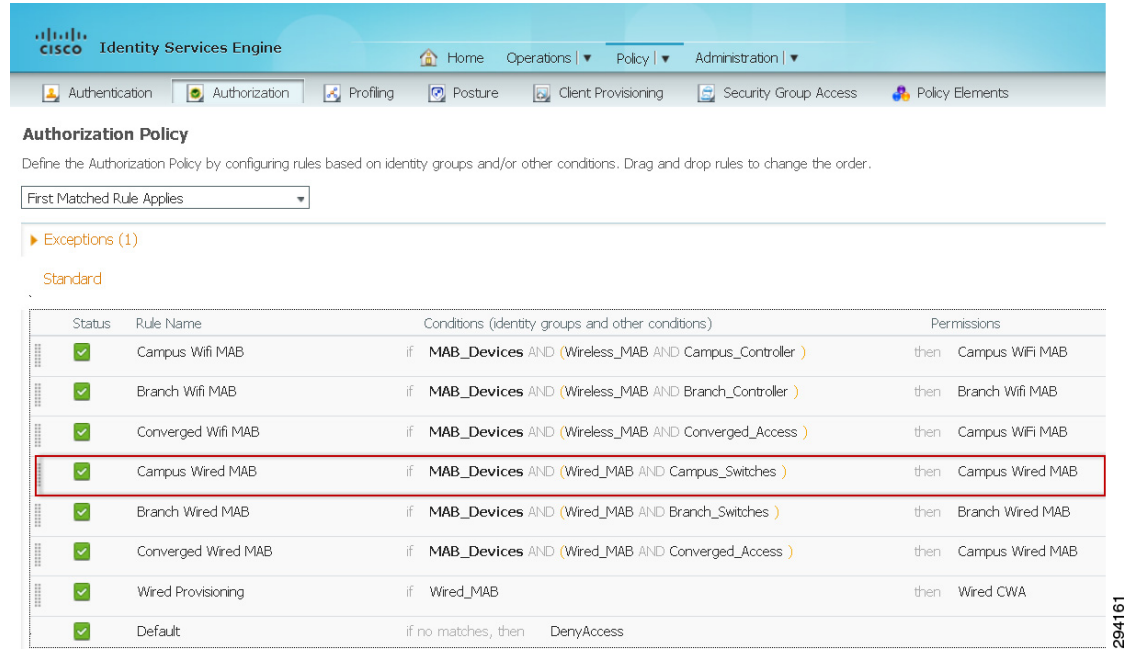 CISCO Identity Services Engine
Home Operations | Policy | Administration |
Authentication Authorization Profiling Posture Client Provisioning Security Group Access Policy Elements
Authorization Policy
Define the Authorization Policy by configuring rules based on identity groups and/or other conditions. Drag and drop rules to change the order.
First Matched Rule Applies
Exceptions (1)
Standard
Status Rule Name Conditions (identity groups and other conditions) Permissions
Campus Wifi MAB if MAB_Devices AND (Wireless_MAB AND Campus_Controller ) then Campus WiFi MAB
Branch Wifi MAB if MAB_Devices AND (Wireless_MAB AND Branch_Controller ) then Branch Wifi MAB
Converged Wifi MAB if MAB_Devices AND (Wireless_MAB AND Converged_Access ) then Campus WiFi MAB
Campus Wired MAB if MAB_Devices AND (Wired_MAB AND Campus_Switches ) then Campus Wired MAB
Branch Wired MAB if MAB_Devices AND (Wired_MAB AND Branch_Switches ) then Branch Wired MAB
Converged Wired MAB if MAB_Devices AND (Wired_MAB AND Converged_Access ) then Campus Wired MAB
Wired Provisioning if Wired_MAB then Wired CWA
Default if no matches, then DenyAccess
294161